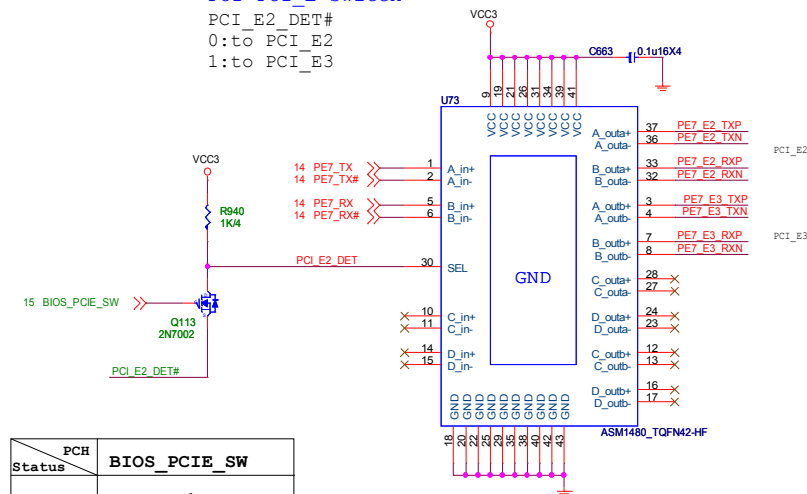 PCI_E2_DET#
0:to PCI_E2
1:to PCI_E3
VCC3
C663 0.1u16X4
9 19 21 26 31 34 39 41
U73
VCC VCC VCC VCC VCC VCC VCC VCC
VCC3
R940
1K/4
14 PE7_TX 1 A_in+
14 PE7_TX# 2 A_in-
14 PE7_RX 5 B_in+
14 PE7_RX# 6 B_in-
PCI_E2_DET 30 SEL
GND
15 BIOS_PCIE_SW
Q113
2N7002
PCI_E2_DET#
10 C_in+
11 C_in-
14 D_in+
15 D_in-
A_outa+ 37 PE7_E2_TXP
A_outa- 36 PE7_E2_TXN
PCI_E2
B_outa+ 33 PE7_E2_RXP
B_outa- 32 PE7_E2_RXN
A_outb+ 3 PE7_E3_TXP
A_outb- 4 PE7_E3_TXN
PCI_E3
B_outb+ 7 PE7_E3_RXP
B_outb- 8 PE7_E3_RXN
C_outa+ 28
C_outa- 27
D_outa+ 24
D_outa- 23
C_outb+ 12
C_outb- 13
D_outb+ 16
D_outb- 17
GND GND GND GND GND GND GND GND GND
18 20 22 25 29 35 38 40 42 43
ASM1480_TQFN42-HF
PCH
Status
BIOS_PCIE_SW